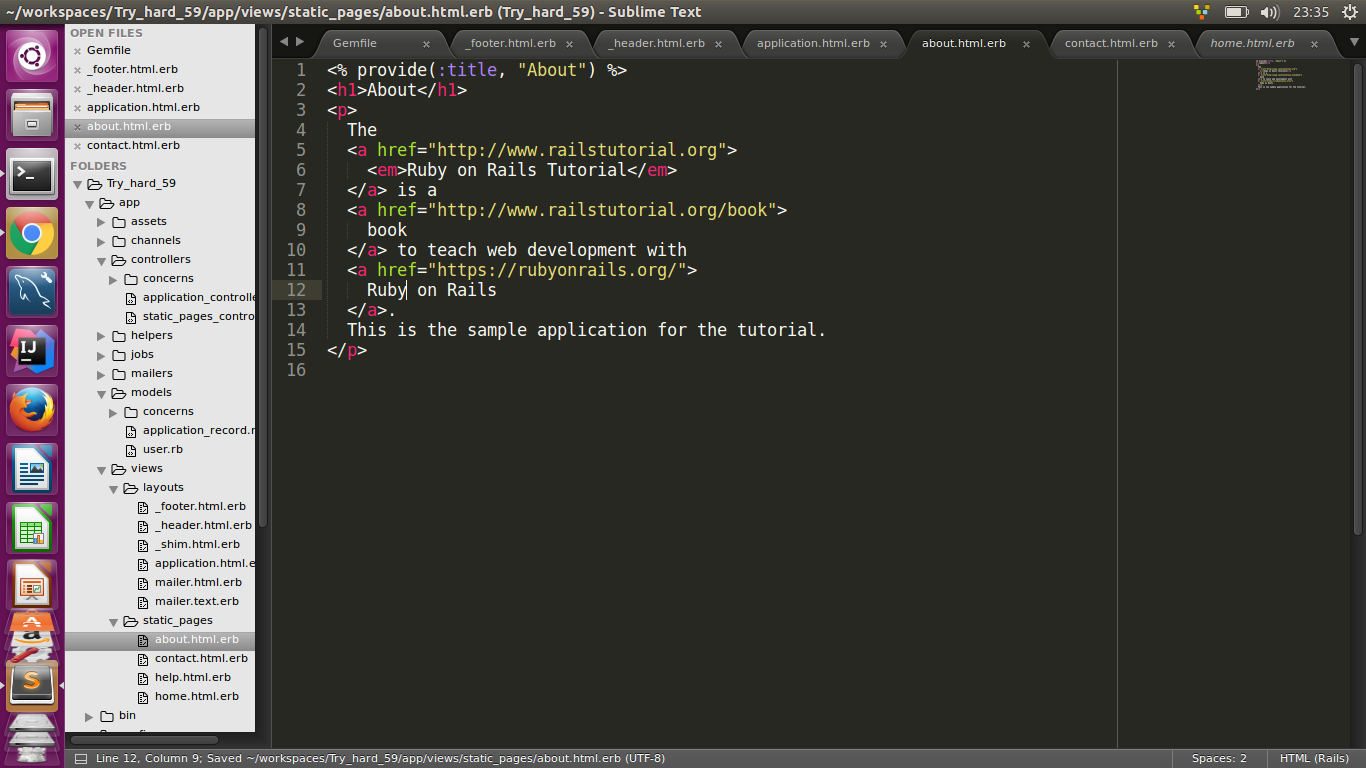 ~/workspaces/Try_hard_59/app/views/static_pages/about.html.erb (Try_hard_59) - Sublime Text
23:35
OPEN FILES
Gemfile
_footer.html.erb
_header.html.erb
application.html.erb
about.html.erb
contact.html.erb
FOLDERS
Try_hard_59
app
assets
channels
controllers
concerns
application_controlle
static_pages_contro
helpers
jobs
mailers
models
concerns
application_record.r
user.rb
views
layouts
_footer.html.erb
_header.html.erb
_shim.html.erb
application.html.e
mailer.html.erb
mailer.text.erb
static_pages
about.html.erb
contact.html.erb
help.html.erb
home.html.erb
bin
Gemfile
_footer.html.erb
_header.html.erb
application.html.erb
about.html.erb
contact.html.erb
home.html.erb
1 <% provide(:title, "About") %>
2 <h1>About</h1>
3 <p>
4 The
5 <a href="http://www.railstutorial.org">
6 <em>Ruby on Rails Tutorial</em>
7 </a> is a
8 <a href="http://www.railstutorial.org/book">
9 book
10 </a> to teach web development with
11 <a href="https://rubyonrails.org/">
12 Ruby on Rails
13 </a>.
14 This is the sample application for the tutorial.
15 </p>
16
Line 12, Column 9; Saved ~/workspaces/Try_hard_59/app/views/static_pages/about.html.erb (UTF-8)
Spaces: 2
HTML (Rails)